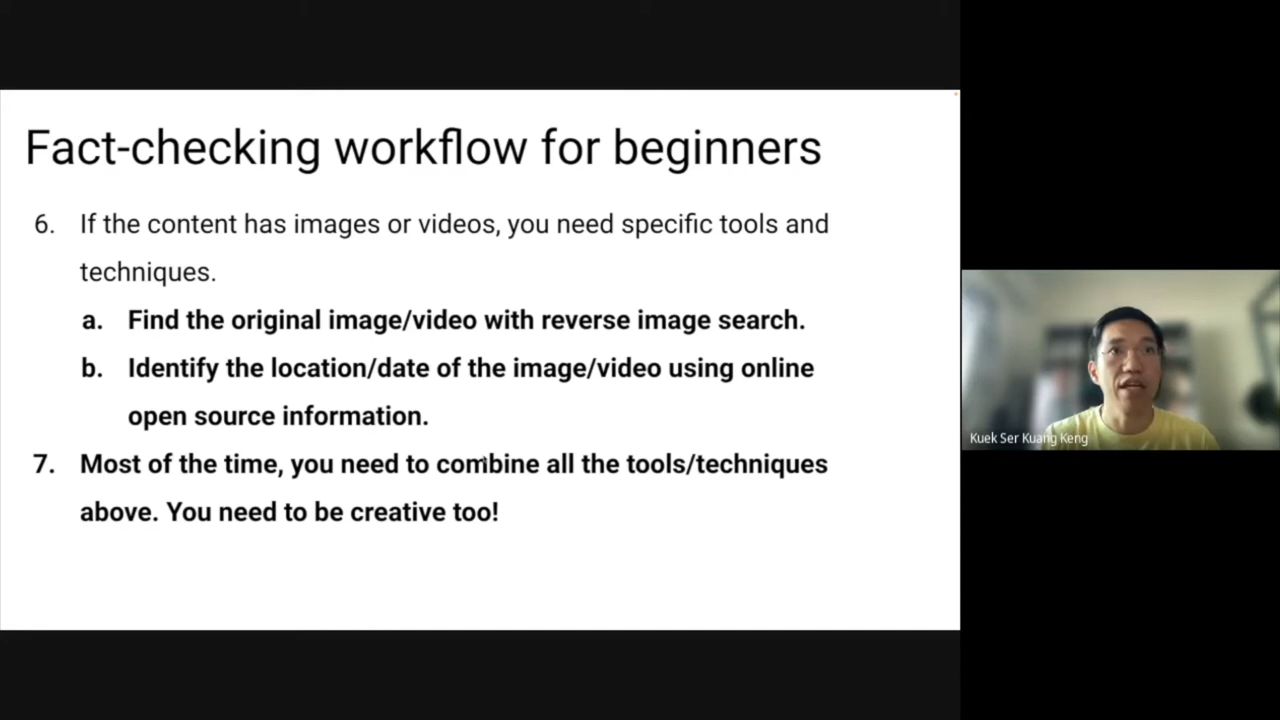 Fact-checking workflow for beginners
6. If the content has images or videos, you need specific tools and
techniques.
a. Find the original image/video with reverse image search.
b. Identify the location/date of the image/video using online
open source information.
7. Most of the time, you need to combine all the tools/techniques
above. You need to be creative too!
Kuek Ser Kuang Keng